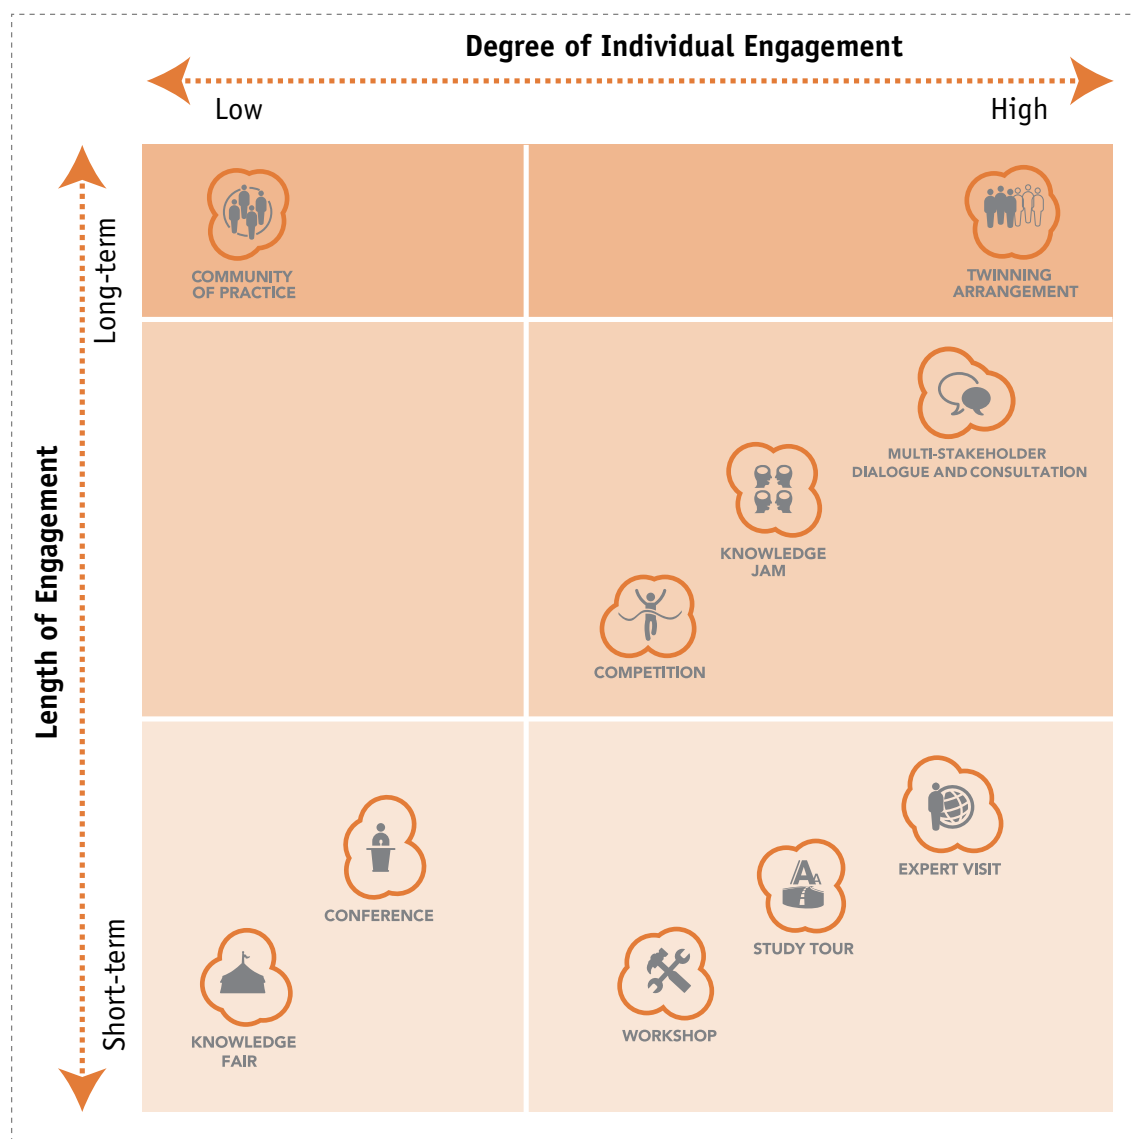 Degree of Individual Engagement
Low
High
Length of Engagement
Long-term
Short-term
COMMUNITY
OF PRACTICE
TWINNING
ARRANGEMENT
MULTI-STAKEHOLDER
DIALOGUE AND CONSULTATION
KNOWLEDGE
JAM
COMPETITION
EXPERT VISIT
CONFERENCE
STUDY TOUR
A A
WORKSHOP
KNOWLEDGE
FAIR